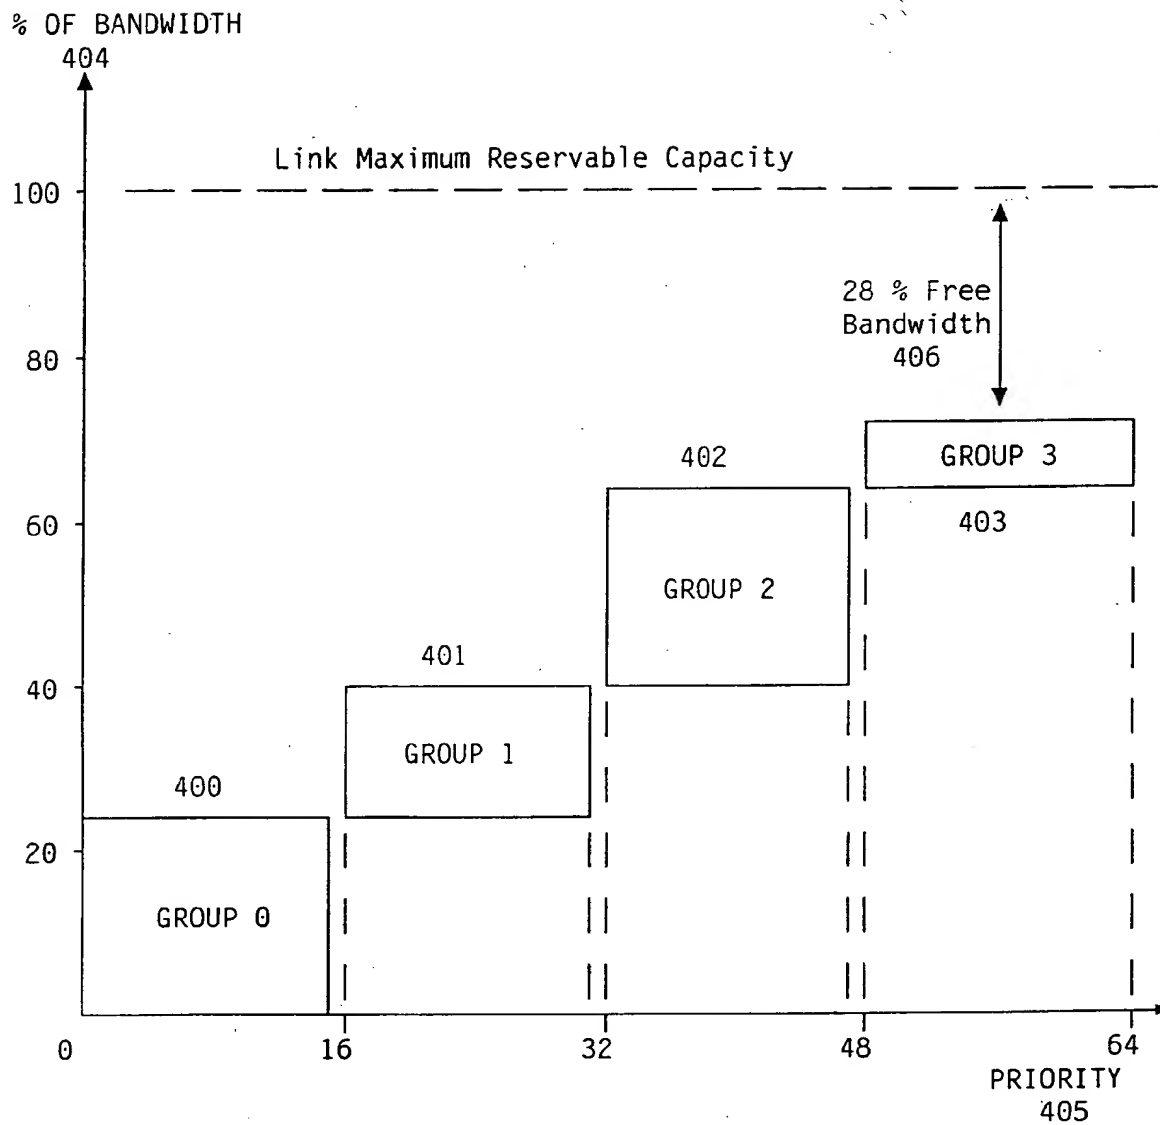 % OF BANDWIDTH
404
Link Maximum Reservable Capacity
100
28 % Free
Bandwidth
406
80
402
GROUP 3
60
403
GROUP 2
401
40
GROUP 1
400
20
GROUP 0
0
16
32
48
64
PRIORITY
405